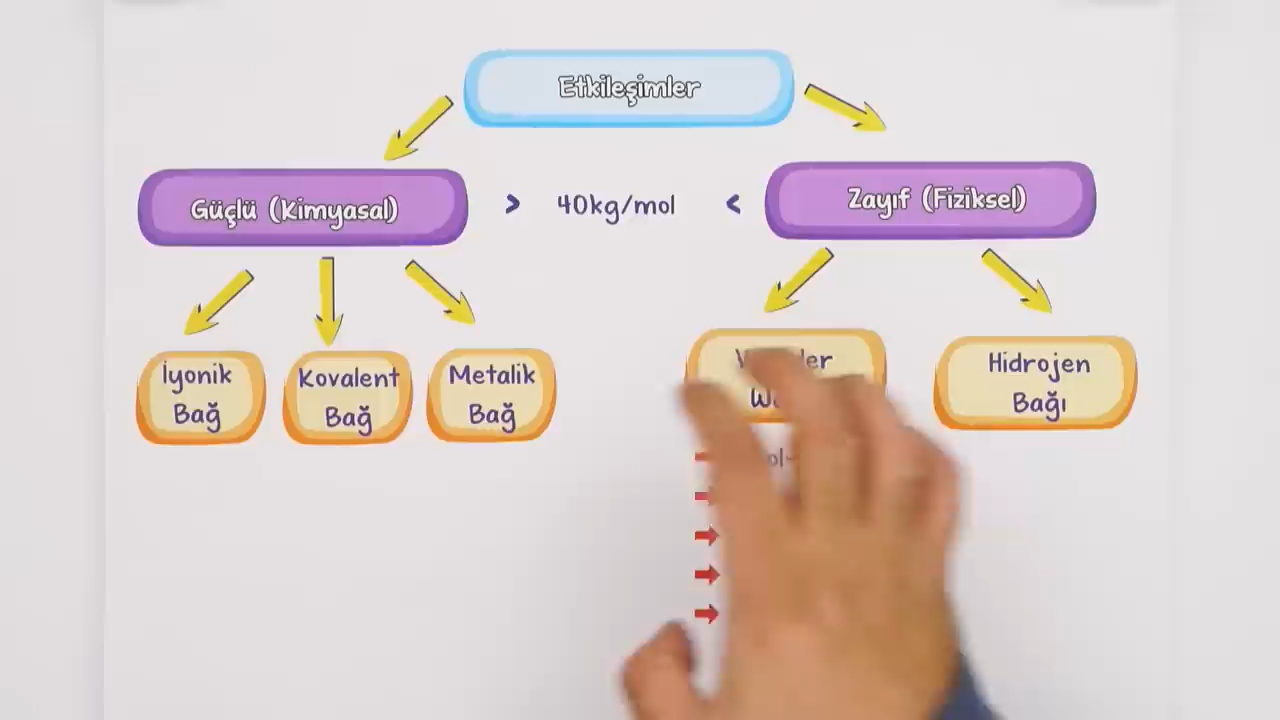 Etkileşimler
Güçlü (Kimyasal)
> 40kg/mol <
Zayıf (Fiziksel)
İyonik
Bağ
Kovalent
Bağ
Metalik
Bağ
Hidrojen
Bağı